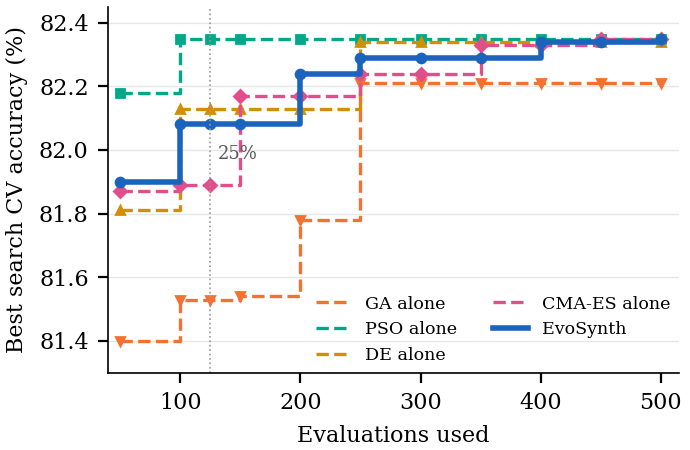 Best search CV accuracy (%)
82.4
82.2
82.0
81.8
81.6
81.4
25%
GA alone
PSO alone
DE alone
CMA-ES alone
EvoSynth
100
200
300
400
500
Evaluations used